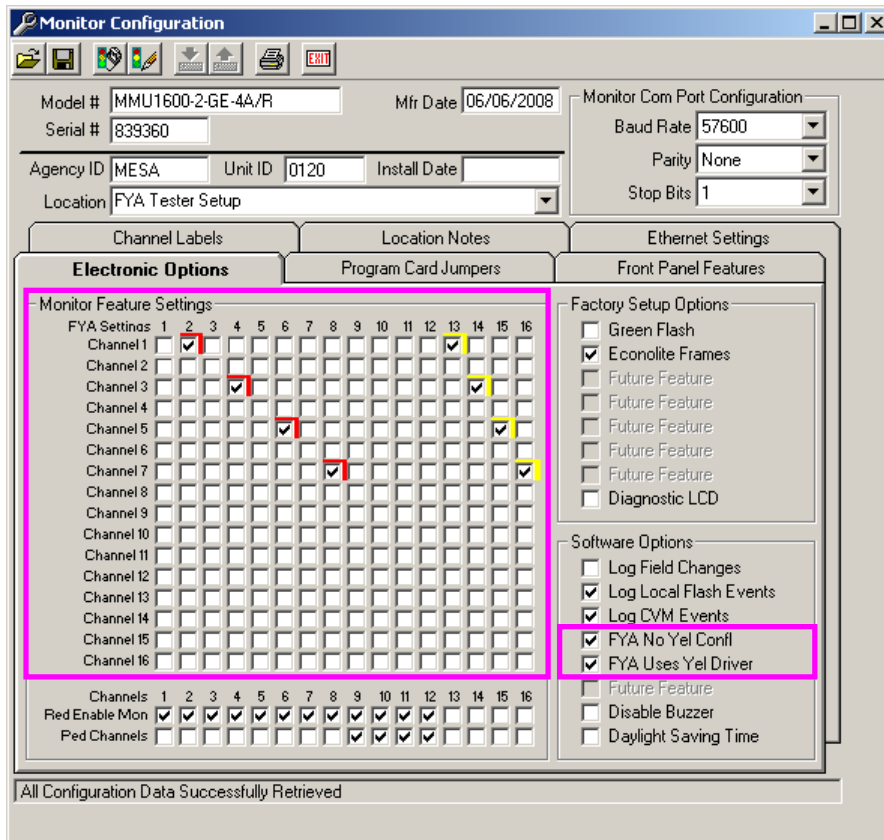 Monitor Configuration
EXIT
Model # MMU1600-2-GE-4A/R Mfr Date 06/06/2008
Serial # 839360
Monitor Com Port Configuration
Baud Rate 57600
Parity None
Stop Bits 1
Agency ID MESA Unit ID 0120 Install Date
Location FYA Tester Setup
Channel Labels Location Notes Ethernet Settings
Electronic Options Program Card Jumpers Front Panel Features
Monitor Feature Settings
FYA Settings 1 2 3 4 5 6 7 8 9 10 11 12 13 14 15 16
Channel 1
Channel 2
Channel 3
Channel 4
Channel 5
Channel 6
Channel 7
Channel 8
Channel 9
Channel 10
Channel 11
Channel 12
Channel 13
Channel 14
Channel 15
Channel 16
Channels 1 2 3 4 5 6 7 8 9 10 11 12 13 14 15 16
Red Enable Mon
Ped Channels
Factory Setup Options
Green Flash
Econolite Frames
Future Feature
Future Feature
Future Feature
Future Feature
Future Feature
Diagnostic LCD
Software Options
Log Field Changes
Log Local Flash Events
Log CVM Events
FYA No Yel Confl
FYA Uses Yel Driver
Future Feature
Disable Buzzer
Daylight Saving Time
All Configuration Data Successfully Retrieved